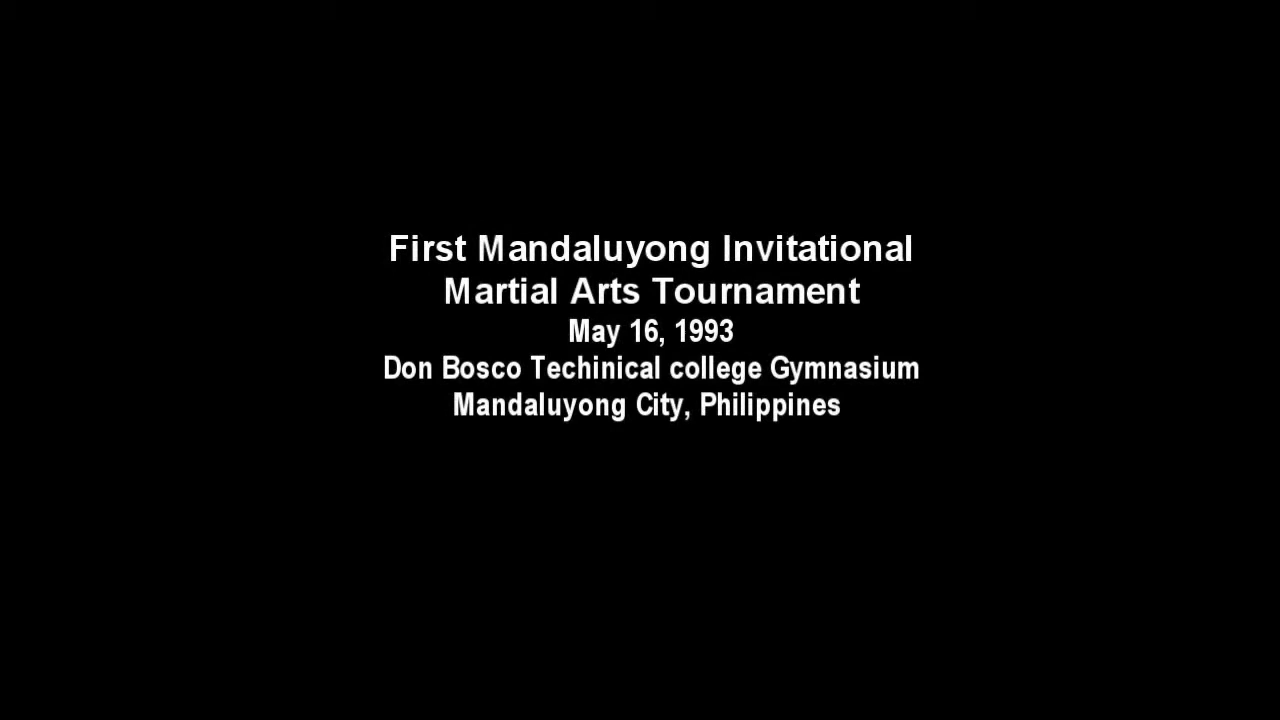 First Mandaluyong Invitational
Martial Arts Tournament
May 16, 1993
Don Bosco Techinical college Gymnasium
Mandaluyong City, Philippines